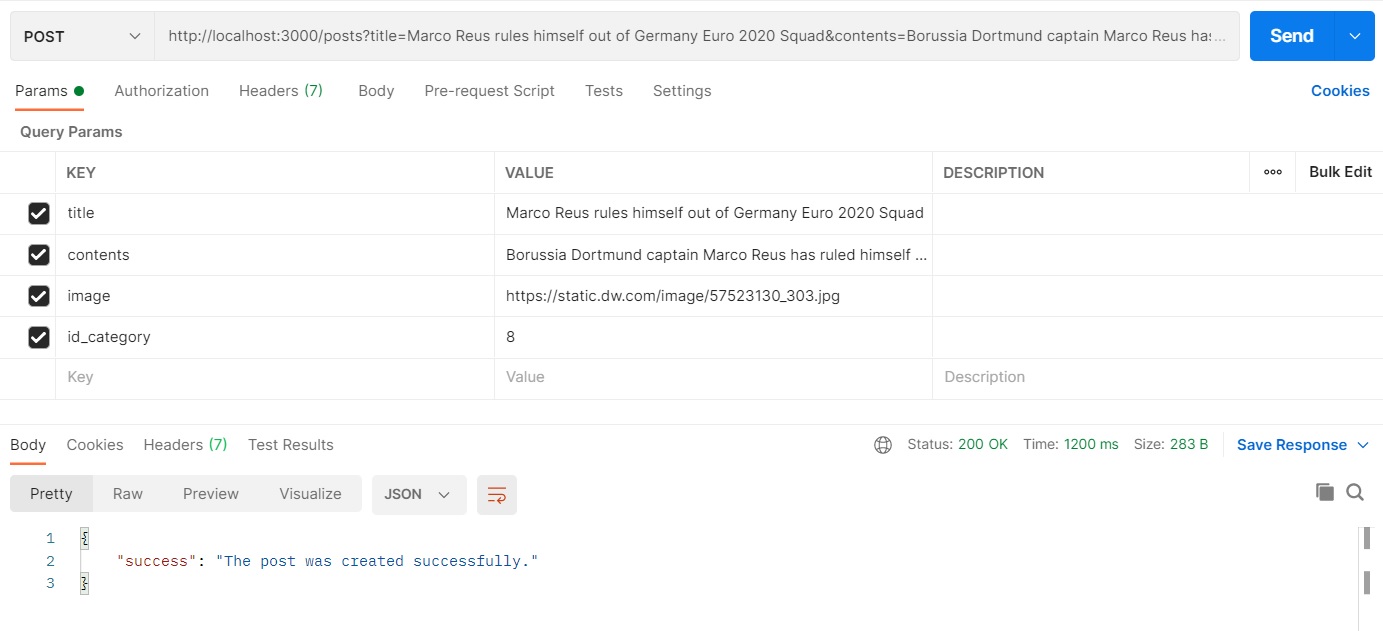 POST http://localhost:3000/posts?title=Marco Reus rules himself out of Germany Euro 2020 Squad&contents=Borussia Dortmund captain Marco Reus has... Send
Params Authorization Headers (7) Body Pre-request Script Tests Settings Cookies
Query Params
KEY VALUE DESCRIPTION ooo Bulk Edit
title Marco Reus rules himself out of Germany Euro 2020 Squad
contents Borussia Dortmund captain Marco Reus has ruled himself ...
image https://static.dw.com/image/57523130_303.jpg
id_category 8
Key Value Description
Body Cookies Headers (7) Test Results Status: 200 OK Time: 1200 ms Size: 283 B Save Response
Pretty Raw Preview Visualize JSON
1 {
2 "success": "The post was created successfully."
3 }